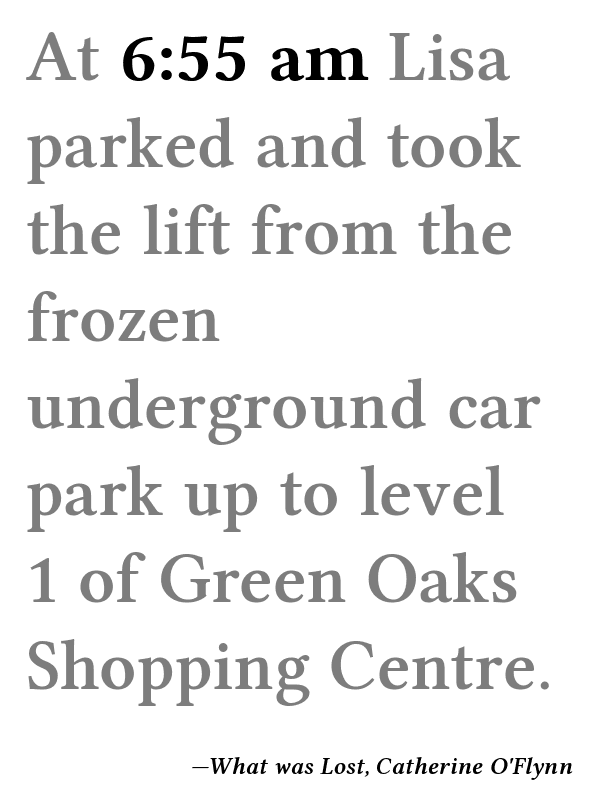 At 6:55 am Lisa
parked and took
the lift from the
frozen
underground car
park up to level
1 of Green Oaks
Shopping Centre.
—What was Lost, Catherine O'Flynn